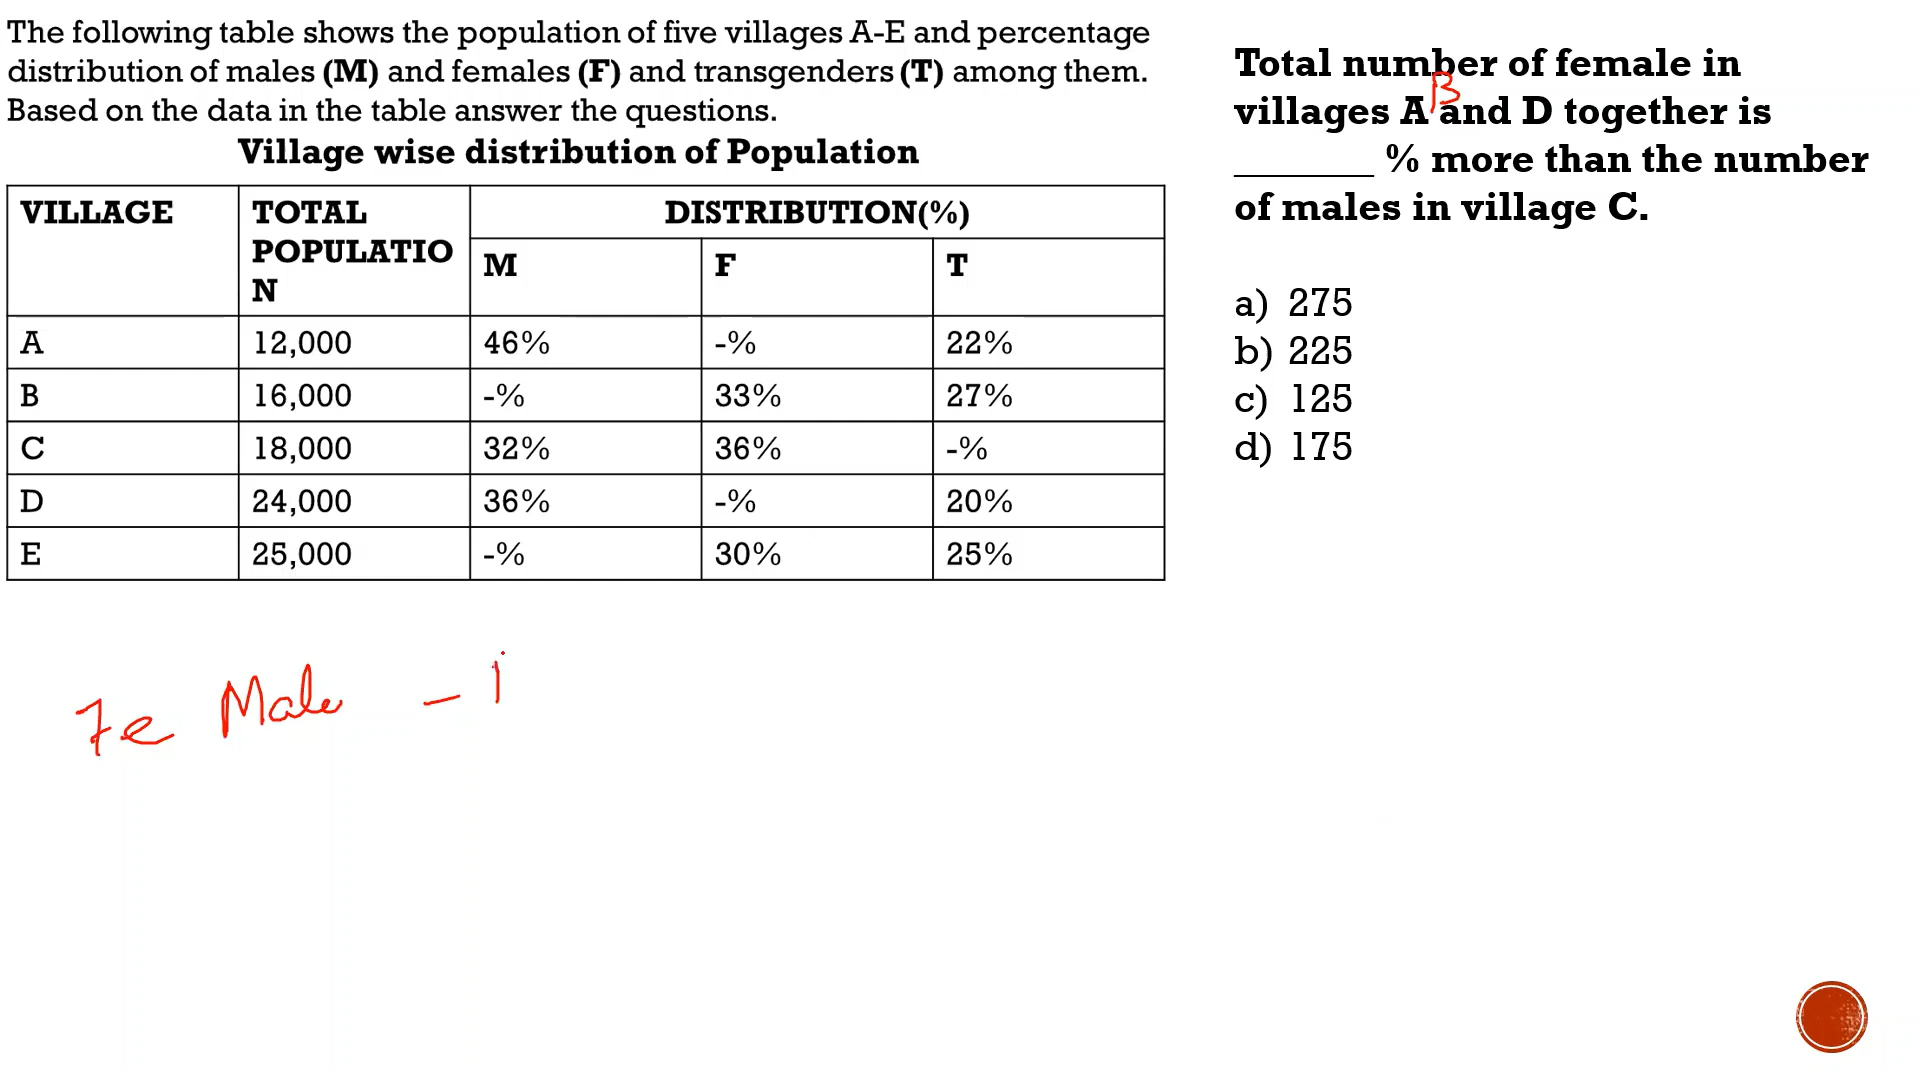 The following table shows the population of five villages A-E and percentage
distribution of males (M) and females (F) and transgenders (T) among them.
Based on the data in the table answer the questions.
Village wise distribution of Population
VILLAGE TOTAL POPULATIO N DISTRIBUTION(%)
M F T
A 12,000 46% -% 22%
B 16,000 -% 33% 27%
C 18,000 32% 36% -%
D 24,000 36% -% 20%
E 25,000 -% 30% 25%
Fe Male -
Total number of female in
villages A B and D together is
_______ % more than the number
of males in village C.
a) 275
b) 225
c) 125
d) 175